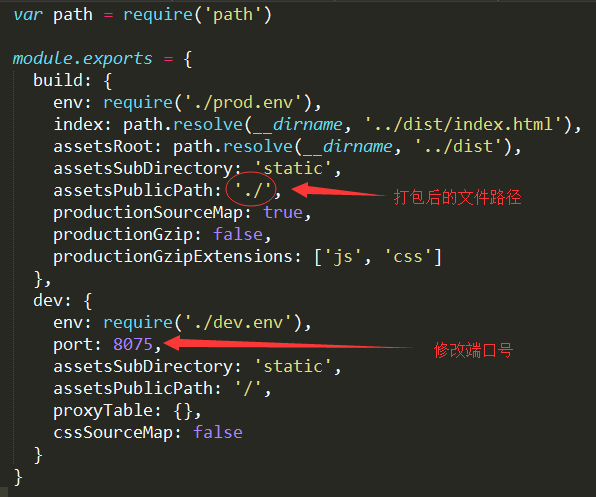 var path = require('path')
module.exports = {
build: {
env: require('./prod.env'),
index: path.resolve(__dirname, '../dist/index.html'),
assetsRoot: path.resolve(__dirname, '../dist'),
assetsSubDirectory: 'static',
assetsPublicPath: './', 打包后的文件路径
productionSourceMap: true,
productionGzip: false,
productionGzipExtensions: ['js', 'css']
},
dev: {
env: require('./dev.env'),
port: 8075, 修改端口号
assetsSubDirectory: 'static',
assetsPublicPath: '/',
proxyTable: {},
cssSourceMap: false
}
}